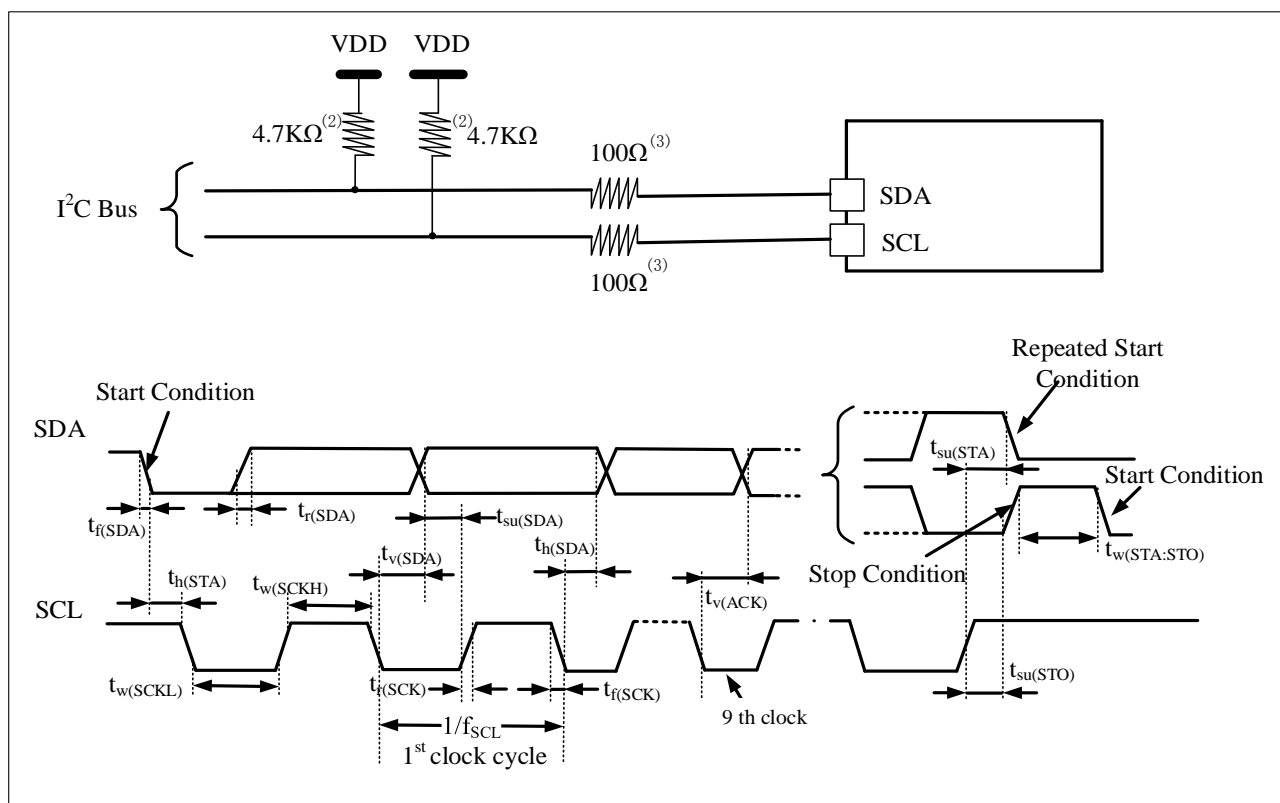 VDD VDD
4.7KΩ(2) (2)4.7KΩ
100Ω(3)
I²C Bus
SDA
SCL
100Ω(3)
Repeated Start
Condition
Start Condition
SDA
tsu(STA)
Start Condition
tf(SDA)
tr(SDA)
tsu(SDA)
tv(SDA)
th(SDA)
tw(STA:STO)
th(STA)
tw(SCKH)
Stop Condition
tv(ACK)
SCL
tw(SCKL)
tr(SCK)
tf(SCK)
tsu(STO)
9 th clock
1/fSCL
1st clock cycle